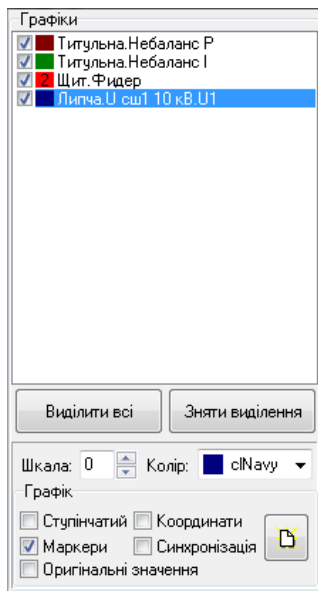 Графіки
Титульна.Небаланс P
Титульна.Небаланс I
2 Щит.Фидер
Липча.U сш1 10 кВ.U1
Виділити всі Зняти виділення
Шкала: 0 Колір: clNavy
Графік
Ступінчатий Координати
Маркери Синхронізація
Оригінальні значення